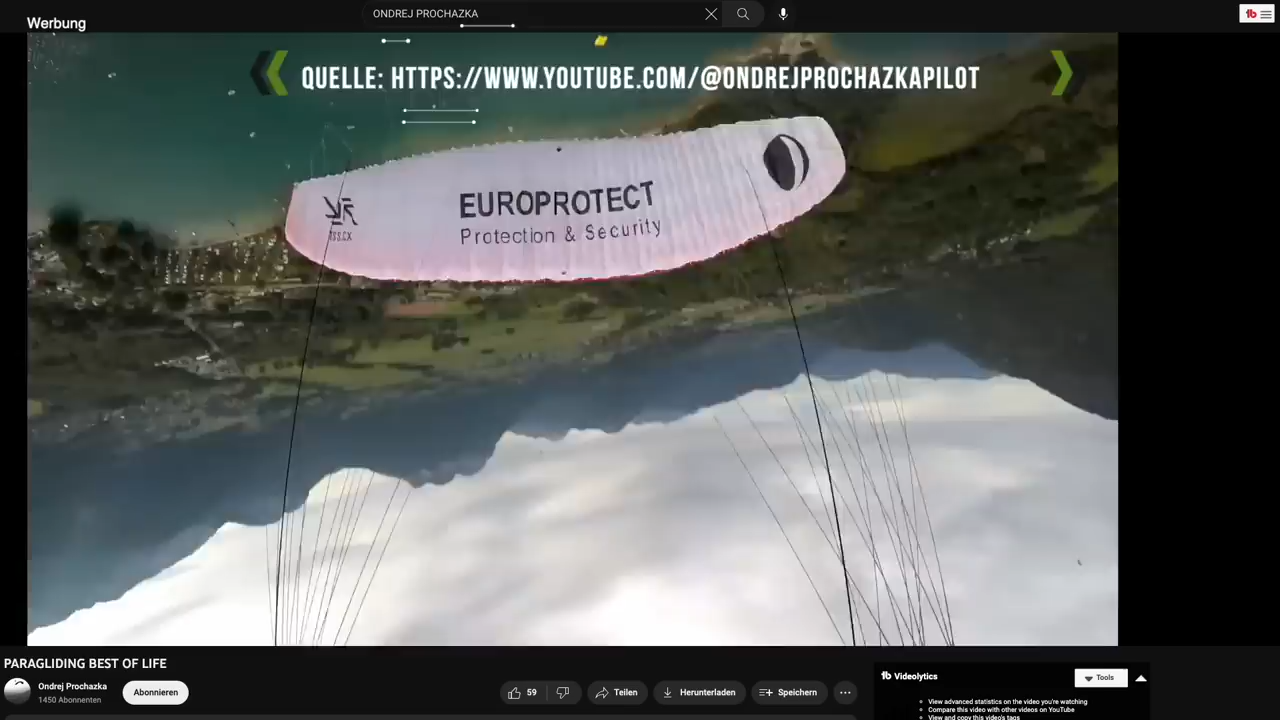 Werbung
ONDREJ PROCHAZKA
QUELLE: HTTPS://WWW.YOUTUBE.COM/@ONDREJPROCHAZKAPILOT
EUROPROTECT
Protection & Security
PARAGLIDING BEST OF LIFE
Ondrej Prochazka
1450 Abonnenten
Abonnieren
59
Teilen
Herunterladen
Speichern
Videolytics
Tools
View advanced statistics on the video you're watching
Compare this video with other videos on YouTube
View and copy this video's tags